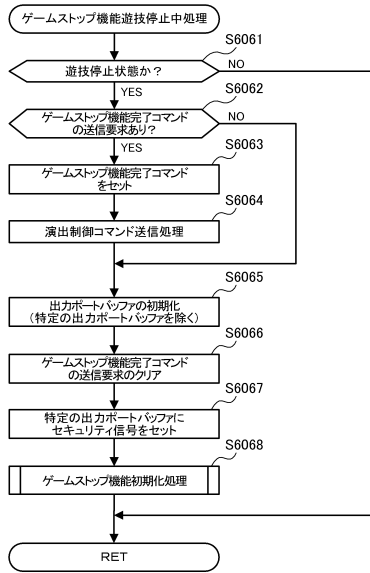 ゲームストップ機能遊技停止中処理
S6061
遊技停止状態か？
NO
YES
S6062
ゲームストップ機能完了コマンド
の送信要求あり？
NO
YES
S6063
ゲームストップ機能完了コマンド
をセット
S6064
演出制御コマンド送信処理
S6065
出力ポートバッファの初期化
（特定の出力ポートバッファを除く）
S6066
ゲームストップ機能完了コマンド
の送信要求のクリア
S6067
特定の出力ポートバッファに
セキュリティ信号をセット
S6068
ゲームストップ機能初期化処理
RET